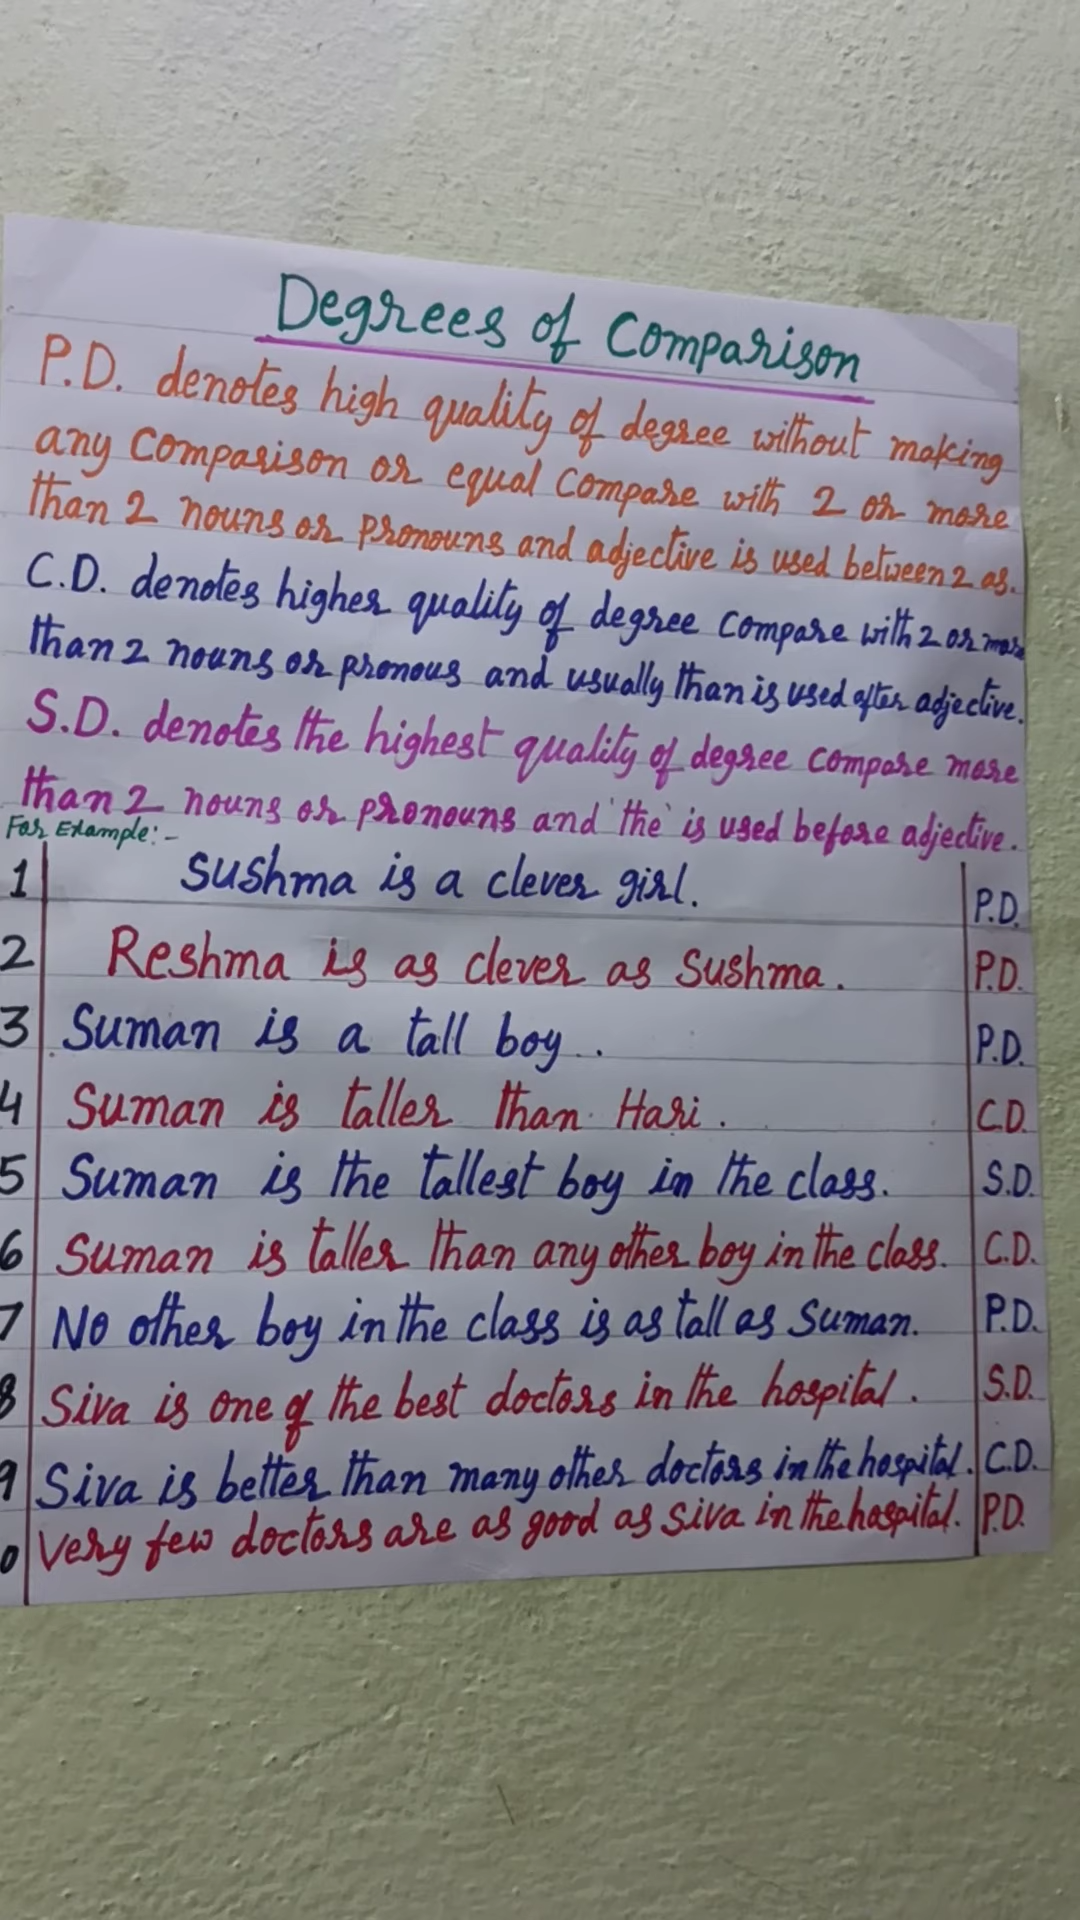 Degrees of Comparison
P.D. denotes high quality of degree without making
any Comparison or equal Compare with 2 or more
than 2 nouns or pronouns and adjective is used between 2 as.
C.D. denotes higher quality of degree Compare with 2 or more
than 2 nouns or pronous and usually than is used after adjective.
S.D. denotes the highest quality of degree compare more
than 2 nouns or pronouns and 'the' is used before adjective.
For Example:-
1 Sushma is a clever girl. P.D.
2 Reshma is as clever as Sushma. P.D.
3 Suman is a tall boy.. P.D.
4 Suman is taller than Hari. C.D.
5 Suman is the tallest boy in the class. S.D.
6 Suman is taller than any other boy in the class. C.D.
7 No other boy in the class is as tall as Suman. P.D.
8 Siva is one of the best doctors in the hospital. S.D.
9 Siva is better than many other doctors in the hospital. C.D.
0 Very few doctors are as good as Siva in the hospital. P.D.